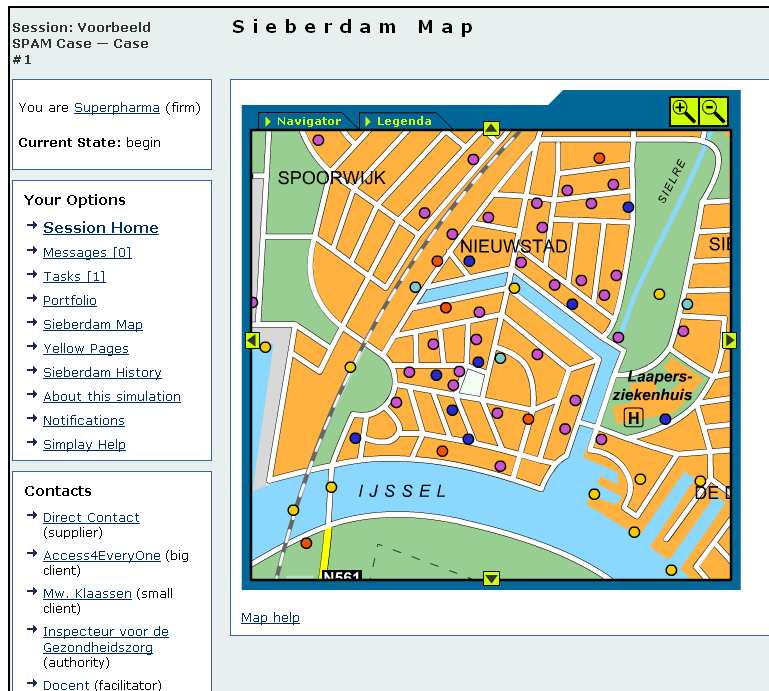 Session: Voorbeeld
SPAM Case — Case
#1
Sieberdam Map
You are Superpharma (firm)
Current State: begin
Your Options
Session Home
Messages [0]
Tasks [1]
Portfolio
Sieberdam Map
Yellow Pages
Sieberdam History
About this simulation
Notifications
Simplay Help
Contacts
Direct Contact
(supplier)
Access4EveryOne (big
client)
Mw. Klaassen (small
client)
Inspecteur voor de
Gezondheidszorg
(authority)
Docent (facilitator)
Navigator
Legenda
SPOORWIJK
SIELRE
NIEUWSTAD
SIE
Laapers-
ziekenhuis
H
IJSSEL
DE D
N561
Map help